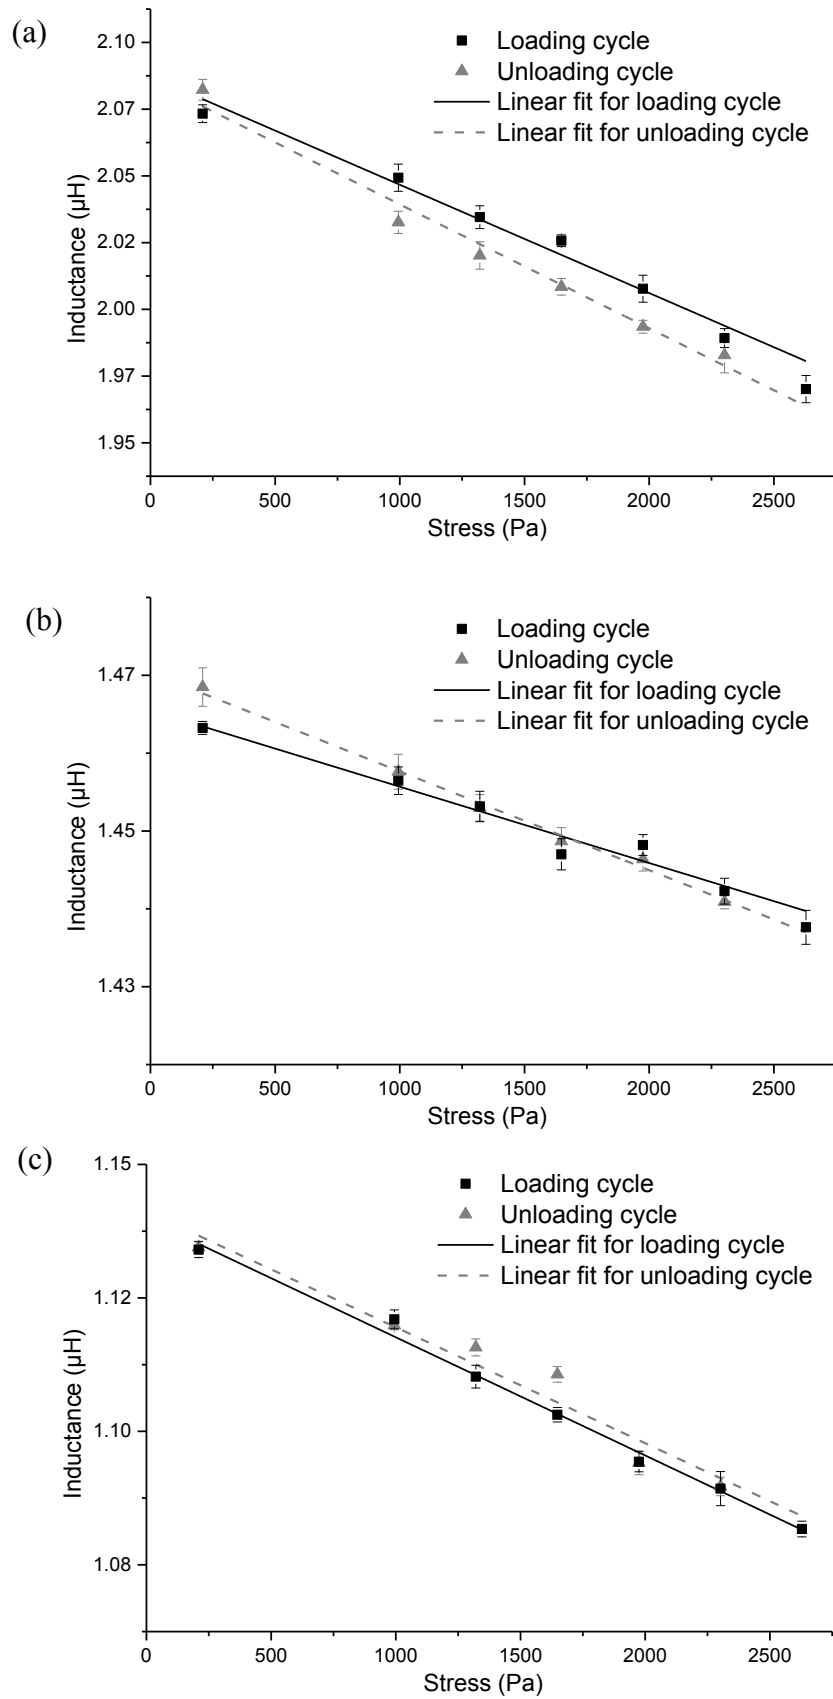 (a)
Loading cycle
Unloading cycle
Linear fit for loading cycle
Linear fit for unloading cycle
2.10
2.07
2.05
2.02
2.00
1.97
1.95
Inductance (µH)
0 500 1000 1500 2000 2500
Stress (Pa)
(b)
Loading cycle
Unloading cycle
Linear fit for loading cycle
Linear fit for unloading cycle
1.47
1.45
1.43
Inductance (µH)
0 500 1000 1500 2000 2500
Stress (Pa)
(c)
Loading cycle
Unloading cycle
Linear fit for loading cycle
Linear fit for unloading cycle
1.15
1.12
1.10
1.08
Inductance (µH)
0 500 1000 1500 2000 2500
Stress (Pa)